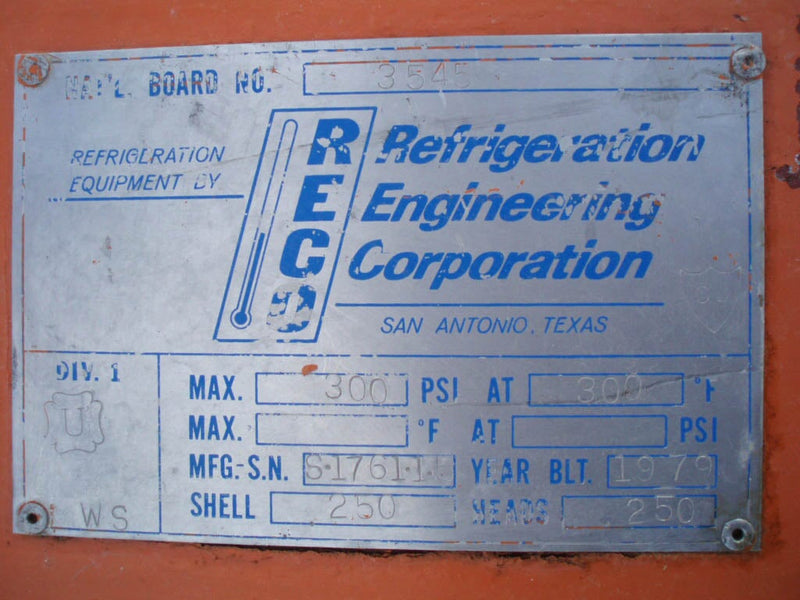 NAT'L. BOARD NO. 3545
REFRIGERATION
EQUIPMENT BY
RECO
Refrigeration
Engineering
Corporation
SAN ANTONIO, TEXAS
DIV. 1
U
WS
MAX. 300 PSI AT 300 °F
MAX. °F AT PSI
MFG.-S.N. YEAR BLT. 1979
SHELL 250 HEADS 250